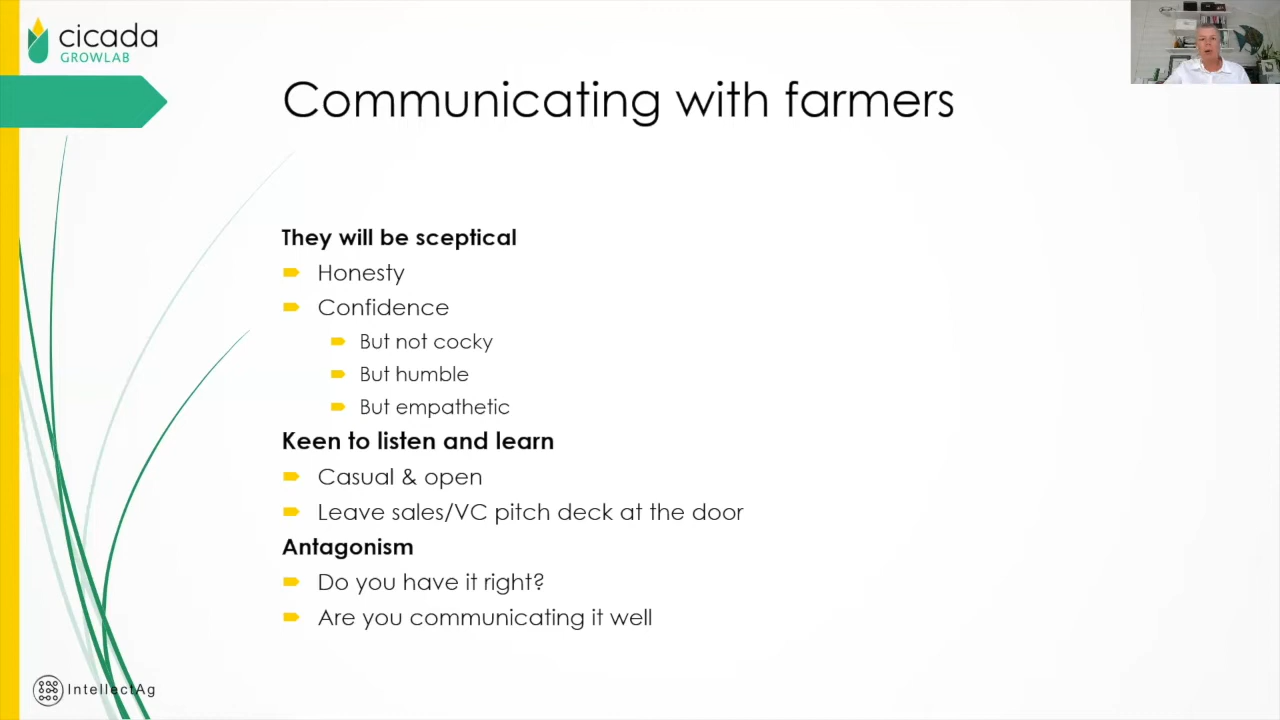 cicada
GROWLAB
Communicating with farmers
They will be sceptical
Honesty
Confidence
But not cocky
But humble
But empathetic
Keen to listen and learn
Casual & open
Leave sales/VC pitch deck at the door
Antagonism
Do you have it right?
Are you communicating it well
IntellectAg